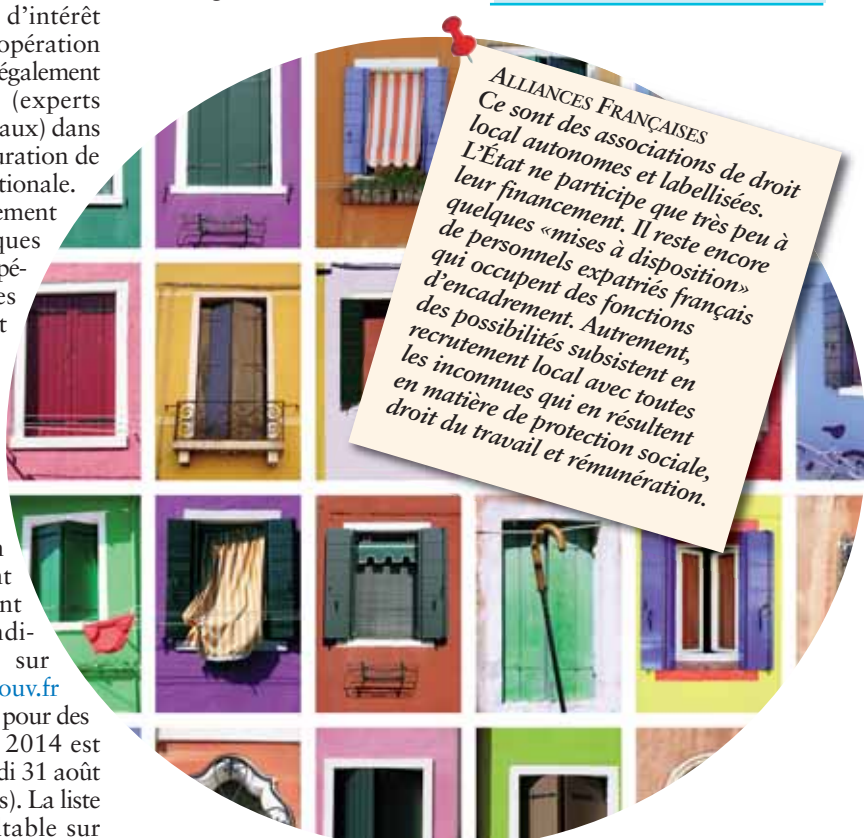 d'intérêt
opération
également
(experts
aux) dans
uration de
tionale.
ement
ques
pé-
es
t
nt
ent
ndi-
sur
ouv.fr
pour des
2014 est
di 31 août
s). La liste
table sur
ALLIANCES FRANÇAISES
Ce sont des associations de droit
local autonomes et labellisées.
L'État ne participe que très peu à
leur financement. Il reste encore
quelques «mises à disposition»
de personnels expatriés français
qui occupent des fonctions
d'encadrement. Autrement,
des possibilités subsistent en
recrutement local avec toutes
les inconnues qui en résultent
en matière de protection sociale,
droit du travail et rémunération.